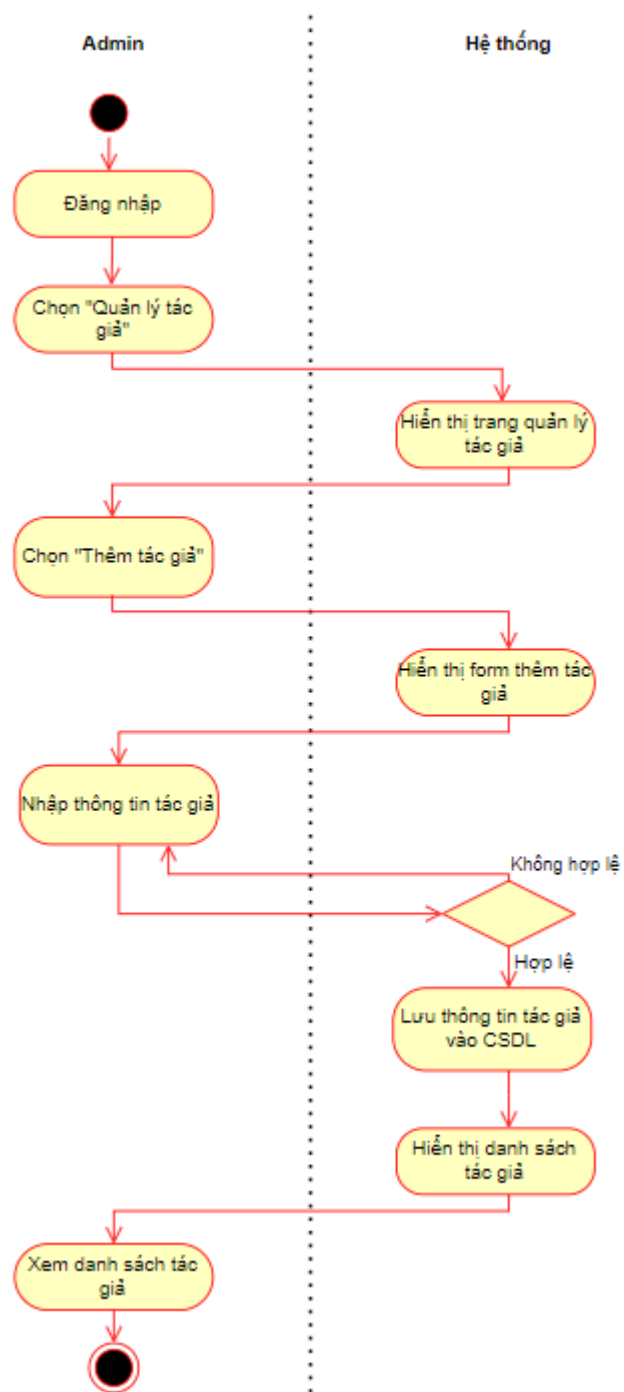 Admin
Hệ thống
Đăng nhập
Chọn "Quản lý tác
giả"
Hiển thị trang quản lý
tác giả
Chọn "Thêm tác giả"
Hiển thị form thêm tác
giả
Nhập thông tin tác giả
Không hợp lệ
Hợp lệ
Lưu thông tin tác giả
vào CSDL
Hiển thị danh sách
tác giả
Xem danh sách tác
giả